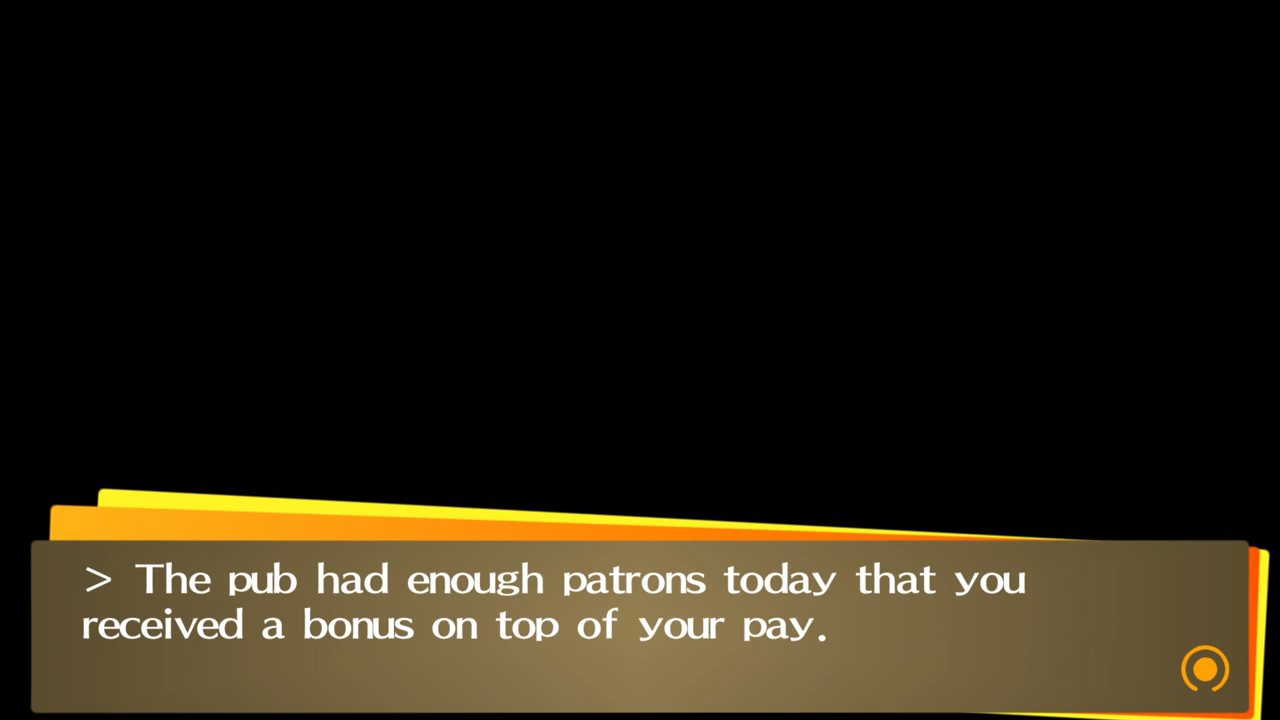 > The pub had enough patrons today that you
received a bonus on top of your pay.